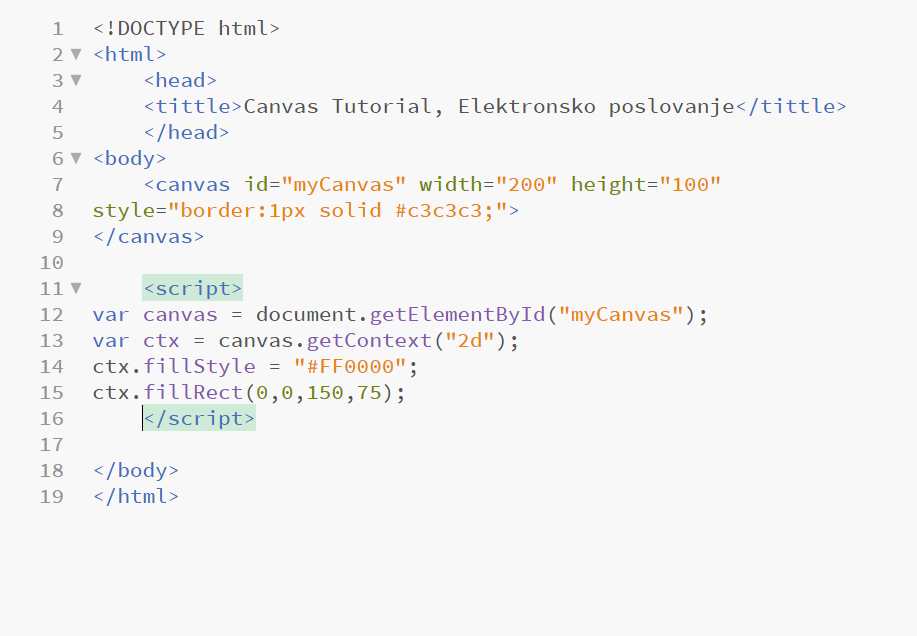 1 <!DOCTYPE html>
2 <html>
3 <head>
4 <tittle>Canvas Tutorial, Elektronsko poslovanje</tittle>
5 </head>
6 <body>
7 <canvas id="myCanvas" width="200" height="100"
8 style="border:1px solid #c3c3c3;">
9 </canvas>
10
11 <script>
12 var canvas = document.getElementById("myCanvas");
13 var ctx = canvas.getContext("2d");
14 ctx.fillStyle = "#FF0000";
15 ctx.fillRect(0,0,150,75);
16 </script>
17
18 </body>
19 </html>